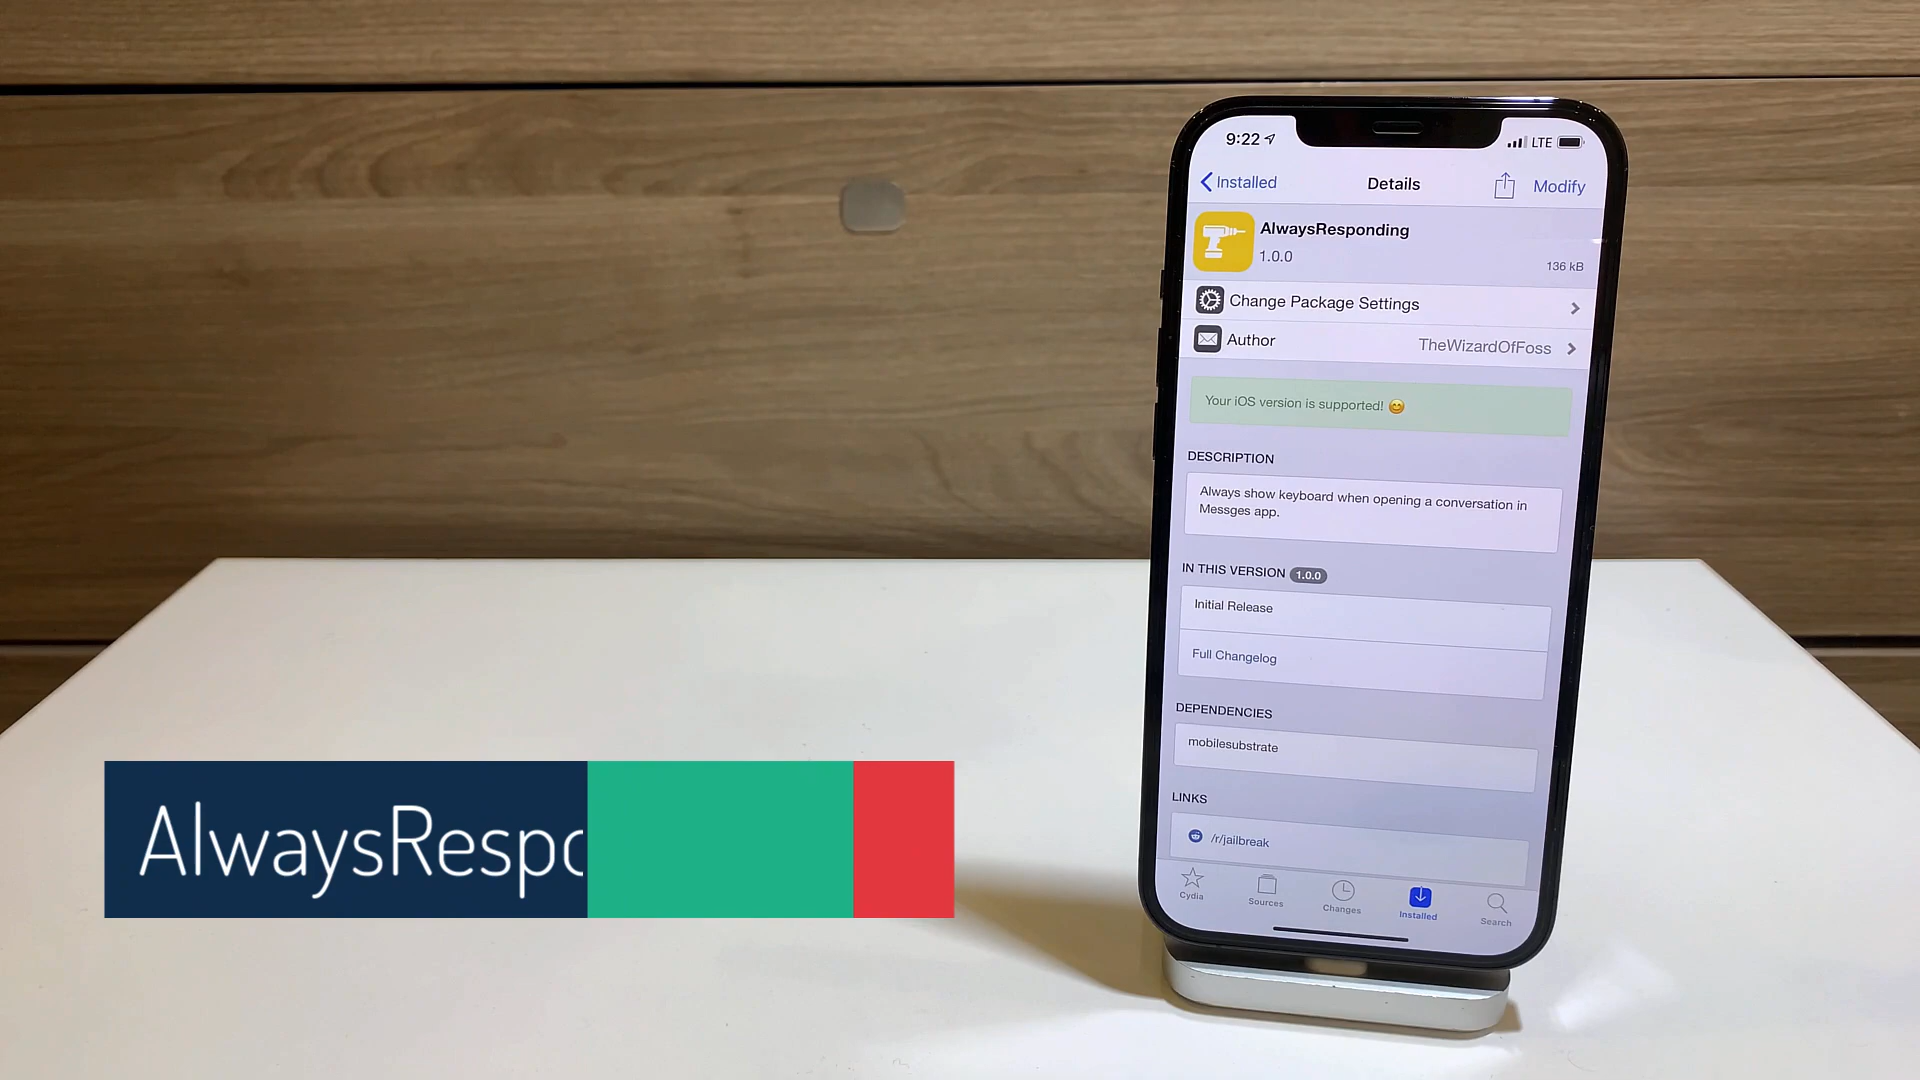 9:22
LTE
Installed
Details
Modify
AlwaysResponding
1.0.0
136 kB
Change Package Settings
Author
TheWizardOfFoss
Your iOS version is supported! 😊
DESCRIPTION
Always show keyboard when opening a conversation in
Messges app.
IN THIS VERSION 1.0.0
Initial Release
Full Changelog
DEPENDENCIES
mobilesubstrate
LINKS
/r/jailbreak
Cydia
Sources
Changes
Installed
Search
AlwaysRespo